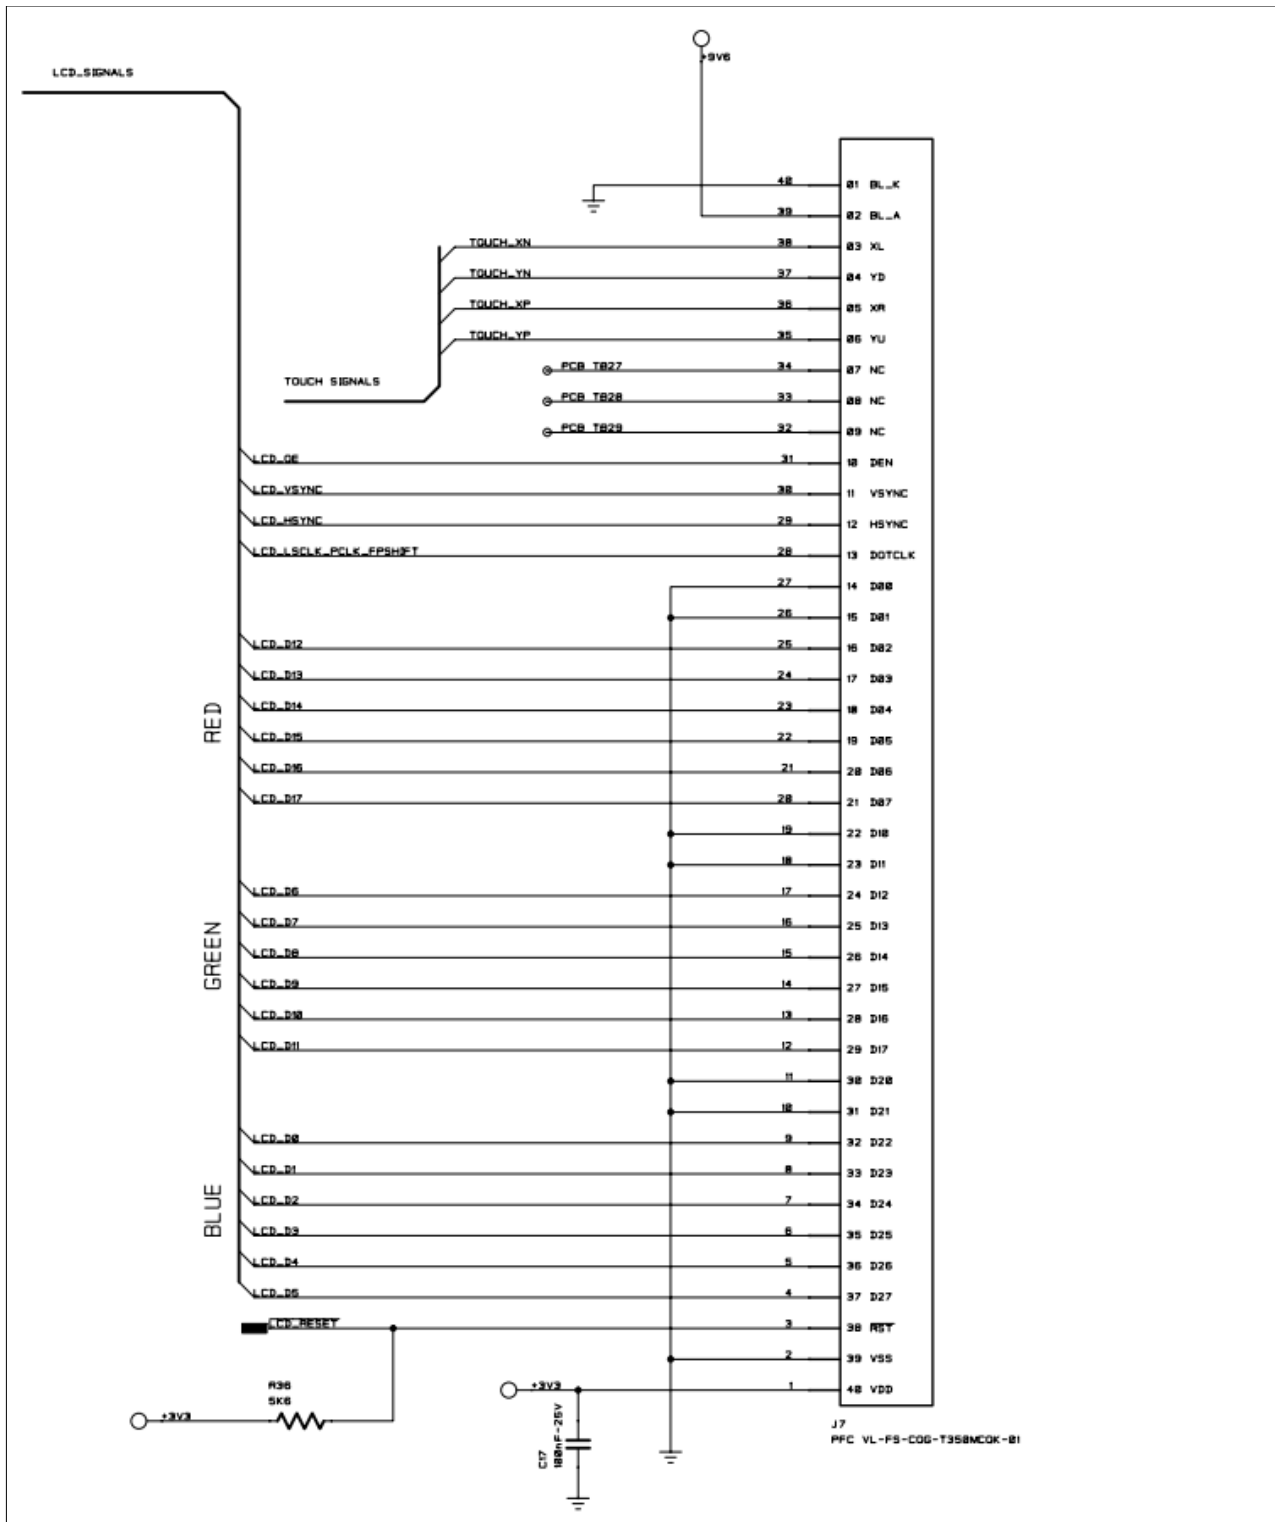 +9V6
LCD_SIGNALS
40 01 BL_K
39 02 BL_A
TOUCH_XN 38 03 XL
TOUCH_YN 37 04 YD
TOUCH_XP 36 05 XR
TOUCH_YP 35 06 YU
PCB TB27 34 07 NC
TOUCH SIGNALS
PCB TB28 33 08 NC
PCB TB29 32 09 NC
LCD_OE 31 10 DEN
LCD_VSYNC 30 11 VSYNC
LCD_HSYNC 29 12 HSYNC
LCD_LSCLK_PCLK_FPSHIFT 28 13 DOTCLK
27 14 D00
26 15 D01
LCD_D12 25 16 D02
LCD_D13 24 17 D03
RED
LCD_D14 23 18 D04
LCD_D15 22 19 D05
LCD_D16 21 20 D06
LCD_D17 20 21 D07
19 22 D10
18 23 D11
LCD_D6 17 24 D12
LCD_D7 16 25 D13
GREEN
LCD_D8 15 26 D14
LCD_D9 14 27 D15
LCD_D10 13 28 D16
LCD_D11 12 29 D17
11 30 D20
10 31 D21
LCD_D0 9 32 D22
LCD_D1 8 33 D23
BLUE
LCD_D2 7 34 D24
LCD_D3 6 35 D25
LCD_D4 5 36 D26
LCD_D5 4 37 D27
LCD_RESET 3 38 RST
2 39 VSS
+3V3 1 40 VDD
R36
5K6
+3V3
C17
100nF-25V
J7
PFC VL-FS-COG-T350MCQK-01